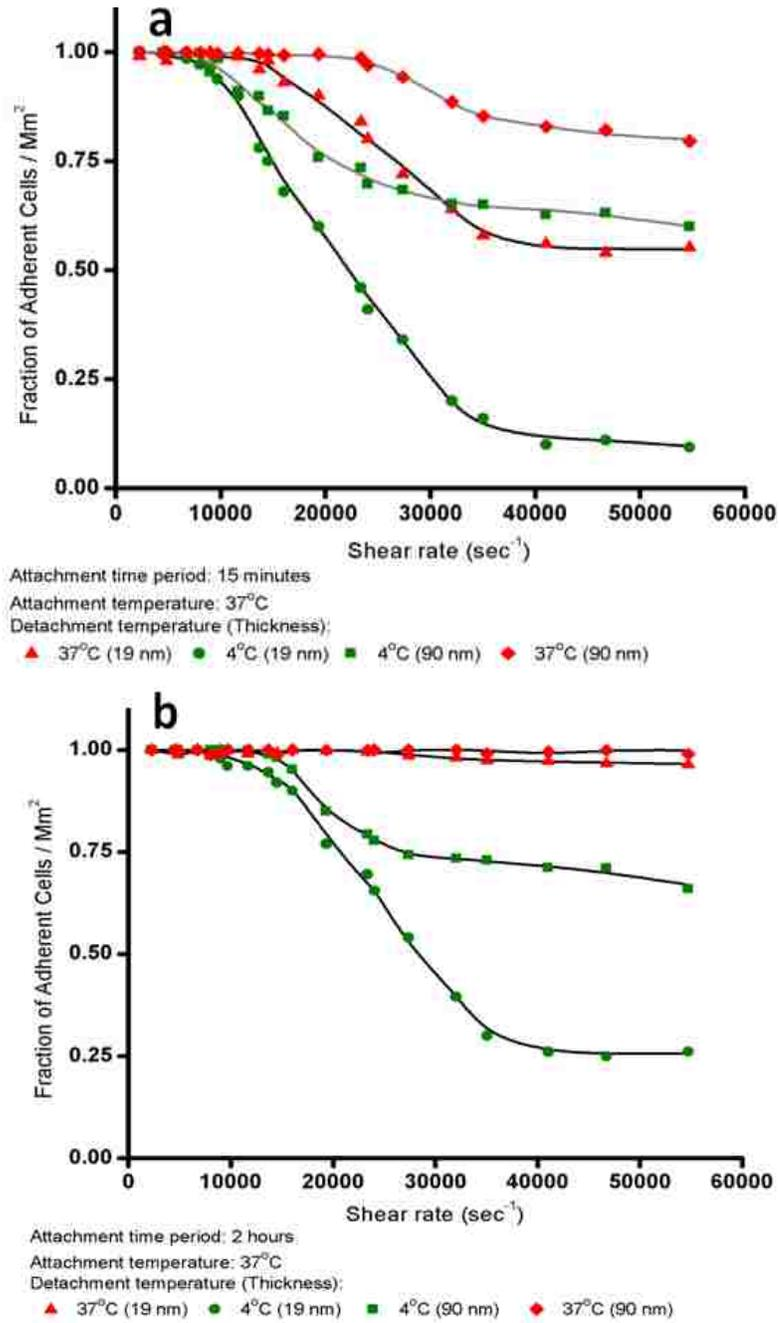 a
1.00
0.75
0.50
0.25
0.00
Fraction of Adherent Cells / Mm²
0 10000 20000 30000 40000 50000 60000
Shear rate (sec⁻¹)
Attachment time period: 15 minutes
Attachment temperature: 37°C
Detachment temperature (Thickness):
37°C (19 nm) 4°C (19 nm) 4°C (90 nm) 37°C (90 nm)
b
1.00
0.75
0.50
0.25
0.00
Fraction of Adherent Cells / Mm²
0 10000 20000 30000 40000 50000 60000
Shear rate (sec⁻¹)
Attachment time period: 2 hours
Attachment temperature: 37°C
Detachment temperature (Thickness):
37°C (19 nm) 4°C (19 nm) 4°C (90 nm) 37°C (90 nm)